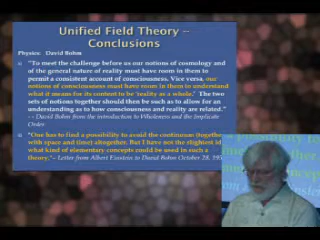 Unified Field Theory –
Conclusions
Physics: David Bohm
"To meet the challenge before us our notions of cosmology and
of the general nature of reality must have room in them to
permit a consistent account of consciousness. Vice versa, our
notions of consciousness must have room in them to understand
what it means for its content to be 'reality as a whole.' The two
sets of notions together should then be such as to allow for an
understanding as to how consciousness and reality are related."
- - David Bohm from the introduction to Wholeness and the Implicate
Order
"One has to find a possibility to avoid the continuum (together
with space and time) altogether. But I have not the slightest idea
what kind of elementary concepts could be used in such a
theory."– Letter from Albert Einstein to David Bohm October 28, 195